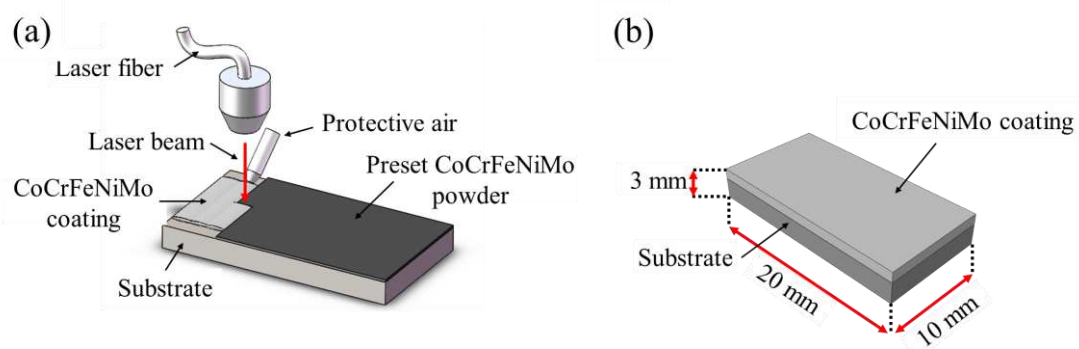 (a)
Laser fiber
Laser beam
Protective air
CoCrFeNiMo
coating
Preset CoCrFeNiMo
powder
Substrate
(b)
CoCrFeNiMo coating
3 mm
Substrate
20 mm
10 mm